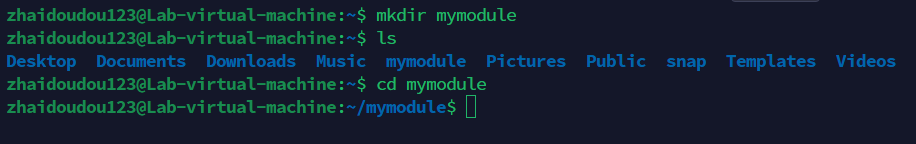 zhaidoudou123@Lab-virtual-machine:~$ mkdir mymodule
zhaidoudou123@Lab-virtual-machine:~$ ls
Desktop  Documents  Downloads  Music  mymodule  Pictures  Public  snap  Templates  Videos
zhaidoudou123@Lab-virtual-machine:~$ cd mymodule
zhaidoudou123@Lab-virtual-machine:~/mymodule$